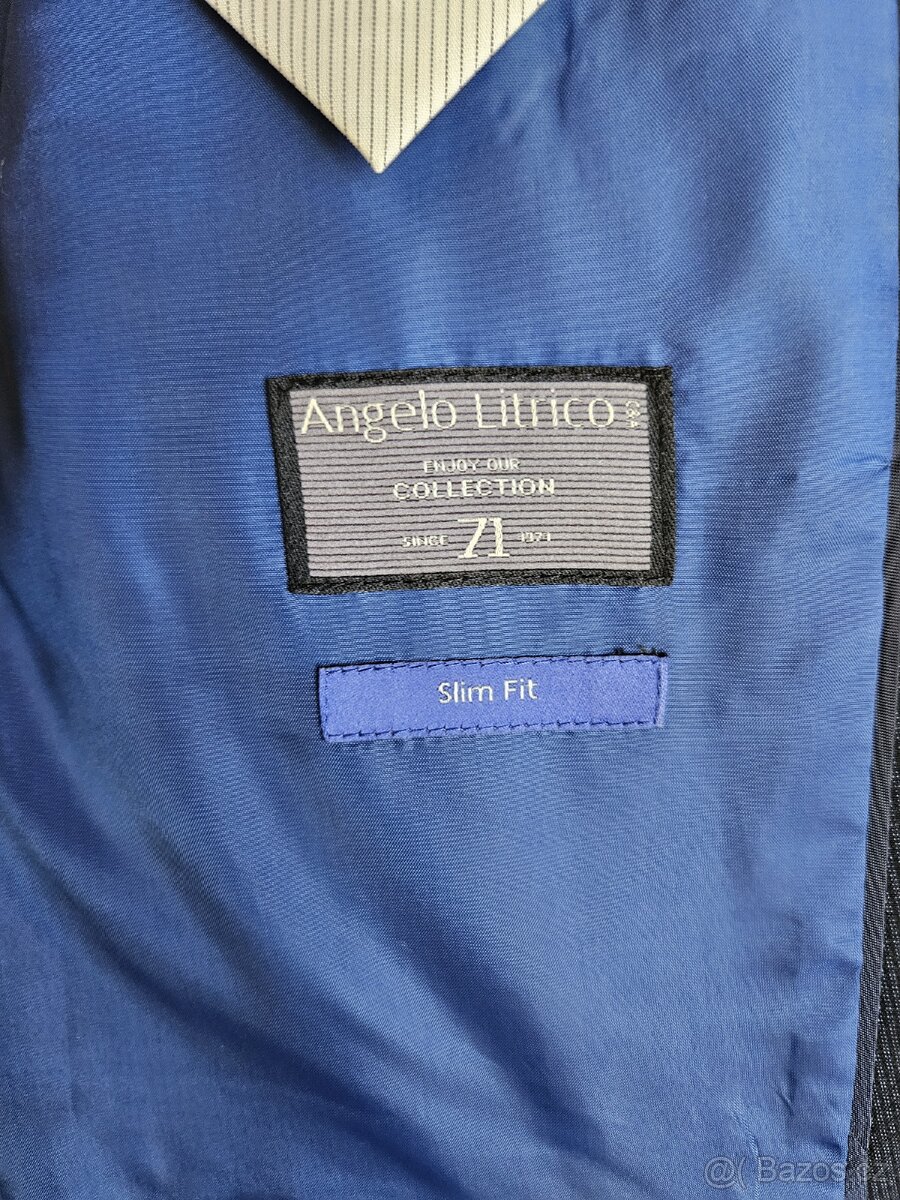 Angelo Litrico C&A
ENJOY OUR
COLLECTION
SINCE 71 1971
Slim Fit
@( Bazos.cz